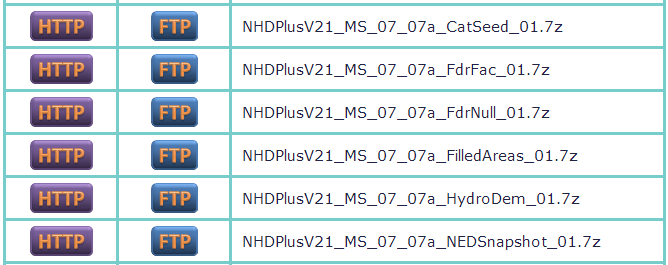 HTTP FTP NHDPlusV21_MS_07_07a_CatSeed_01.7z
HTTP FTP NHDPlusV21_MS_07_07a_FdrFac_01.7z
HTTP FTP NHDPlusV21_MS_07_07a_FdrNull_01.7z
HTTP FTP NHDPlusV21_MS_07_07a_FilledAreas_01.7z
HTTP FTP NHDPlusV21_MS_07_07a_HydroDem_01.7z
HTTP FTP NHDPlusV21_MS_07_07a_NEDSnapshot_01.7z